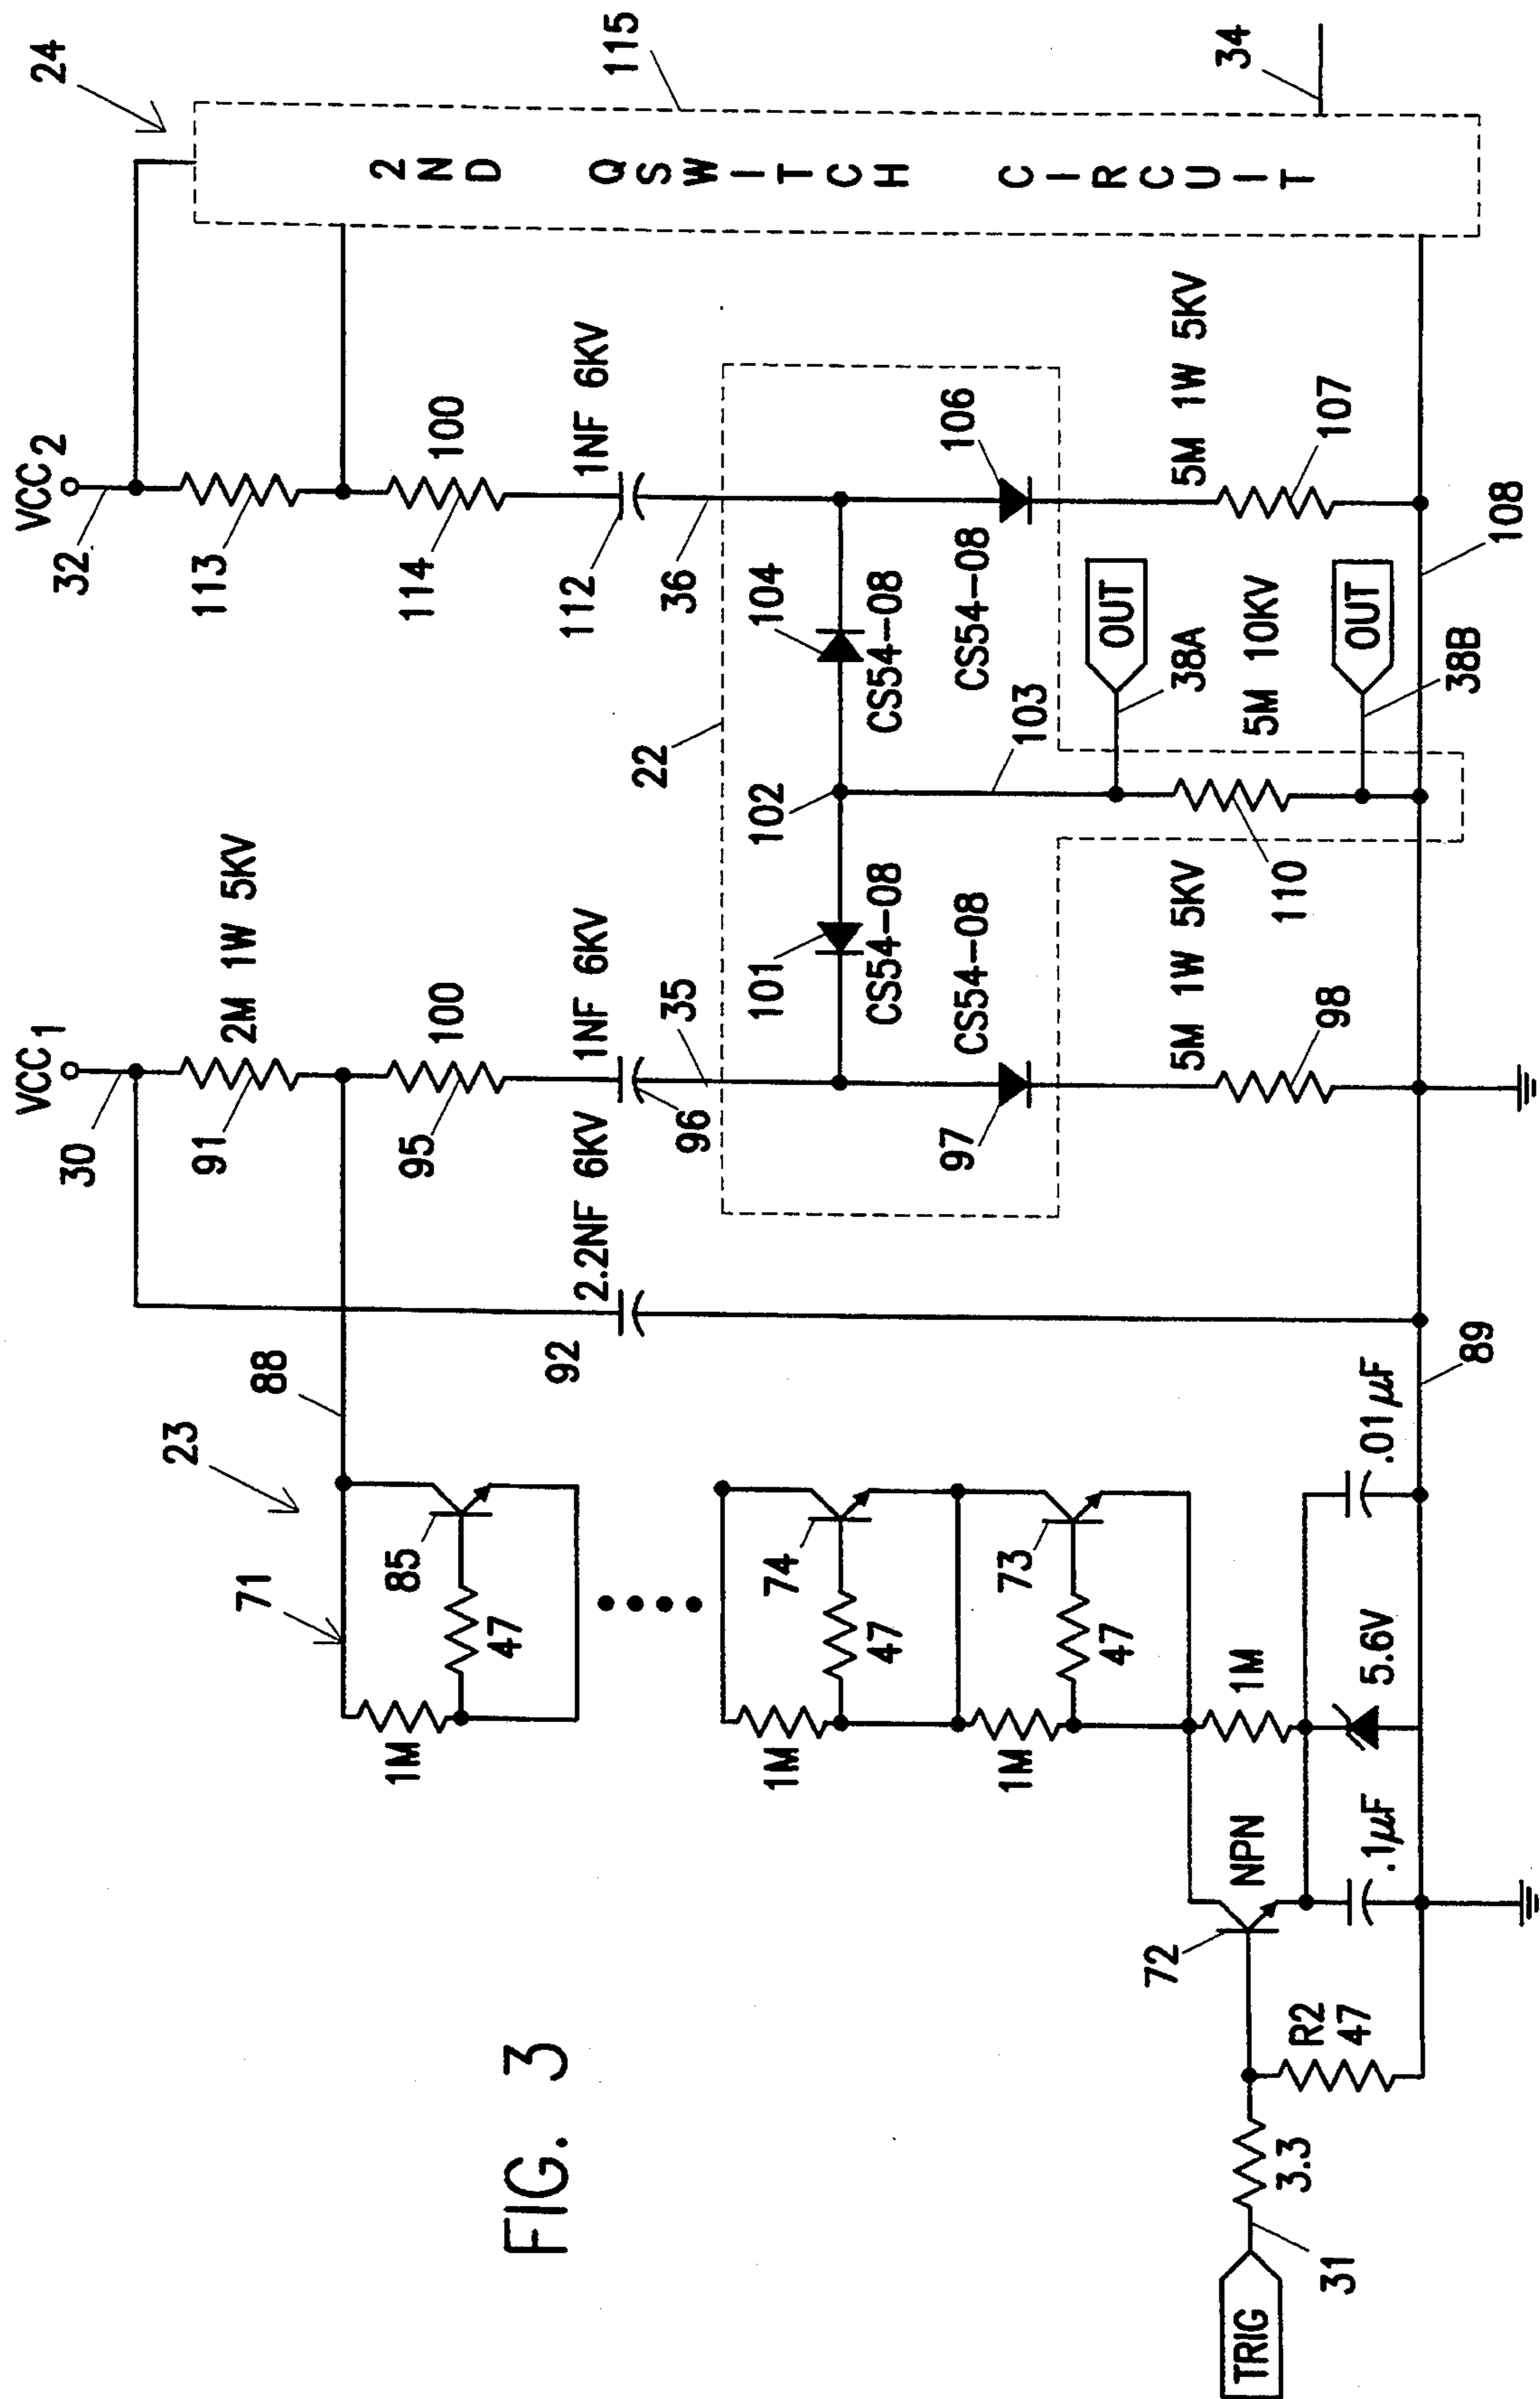 FIG. 3
24
115
34
2ND QSWITCH CIRCUIT
VCC2
32
113
100
114
1NF 6KV
112
36
104
CS54-08
106
CS54-08
5M 1W 5KV
107
108
OUT
38A
5M 10KV
OUT
38B
22
102
103
110
VCC1
30
2M 1W 5KV
91
100
95
1NF 6KV
96
35
101
CS54-08
CS54-08
97
5M 1W 5KV
98
2.2NF 6KV
92
88
89
23
71
85
47
1M
74
47
1M
73
47
1M
1M
.01µF
5.6V
NPN
.1µF
72
R2
47
3.3
31
TRIG